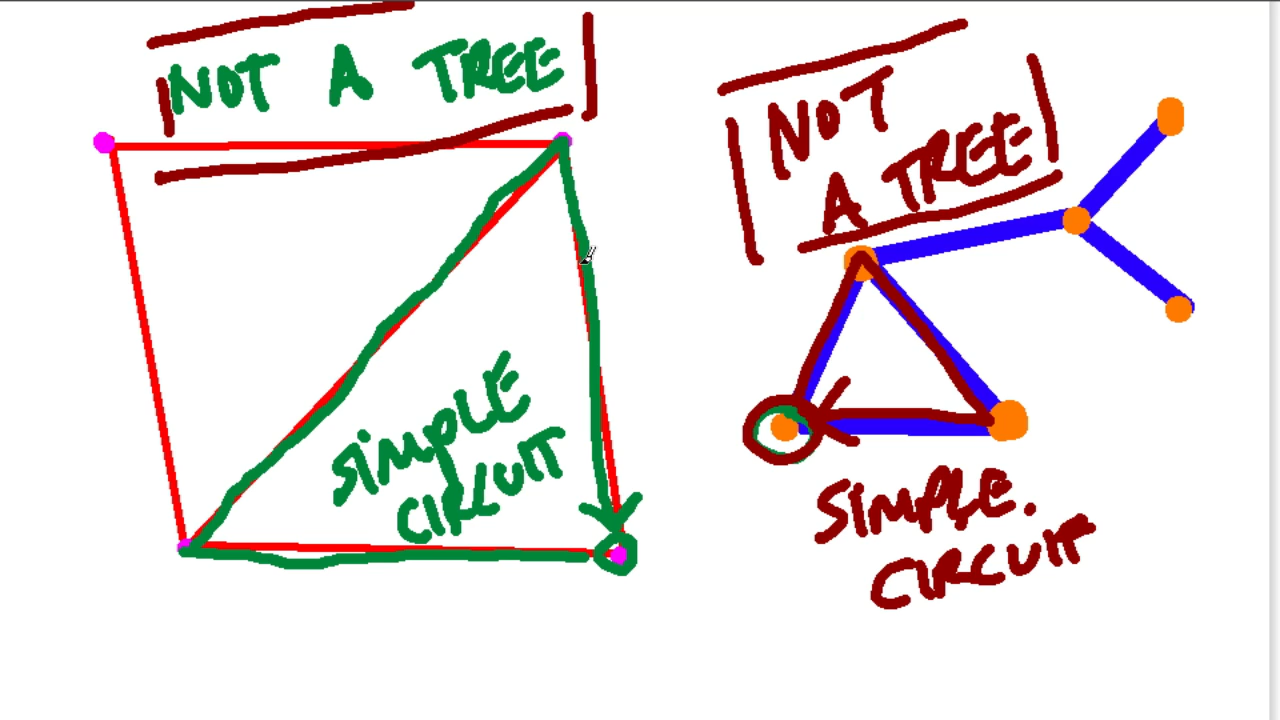 NOT A TREE
SIMPLE
CIRCUIT
NOT
A TREE
SIMPLE.
CIRCUIT